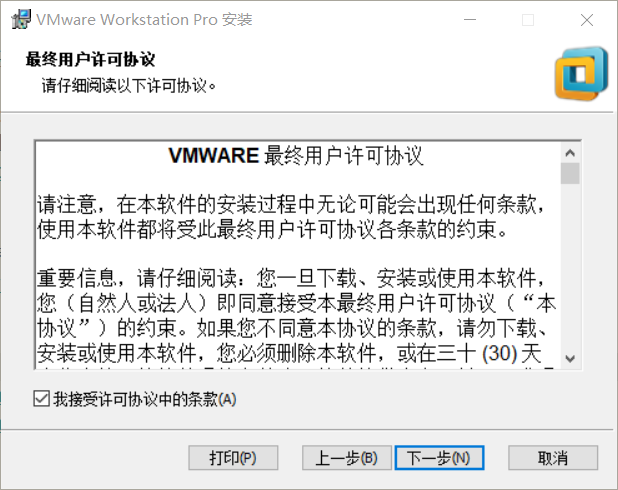 VMware Workstation Pro 安装
最终用户许可协议
请仔细阅读以下许可协议。
VMWARE 最终用户许可协议
请注意，在本软件的安装过程中无论可能会出现任何条款，
使用本软件都将受此最终用户许可协议各条款的约束。
重要信息，请仔细阅读：您一旦下载、安装或使用本软件，
您（自然人或法人）即同意接受本最终用户许可协议（“本
协议”）的约束。如果您不同意本协议的条款，请勿下载、
安装或使用本软件，您必须删除本软件，或在三十 (30) 天
我接受许可协议中的条款(A)
打印(P)
上一步(B)
下一步(N)
取消